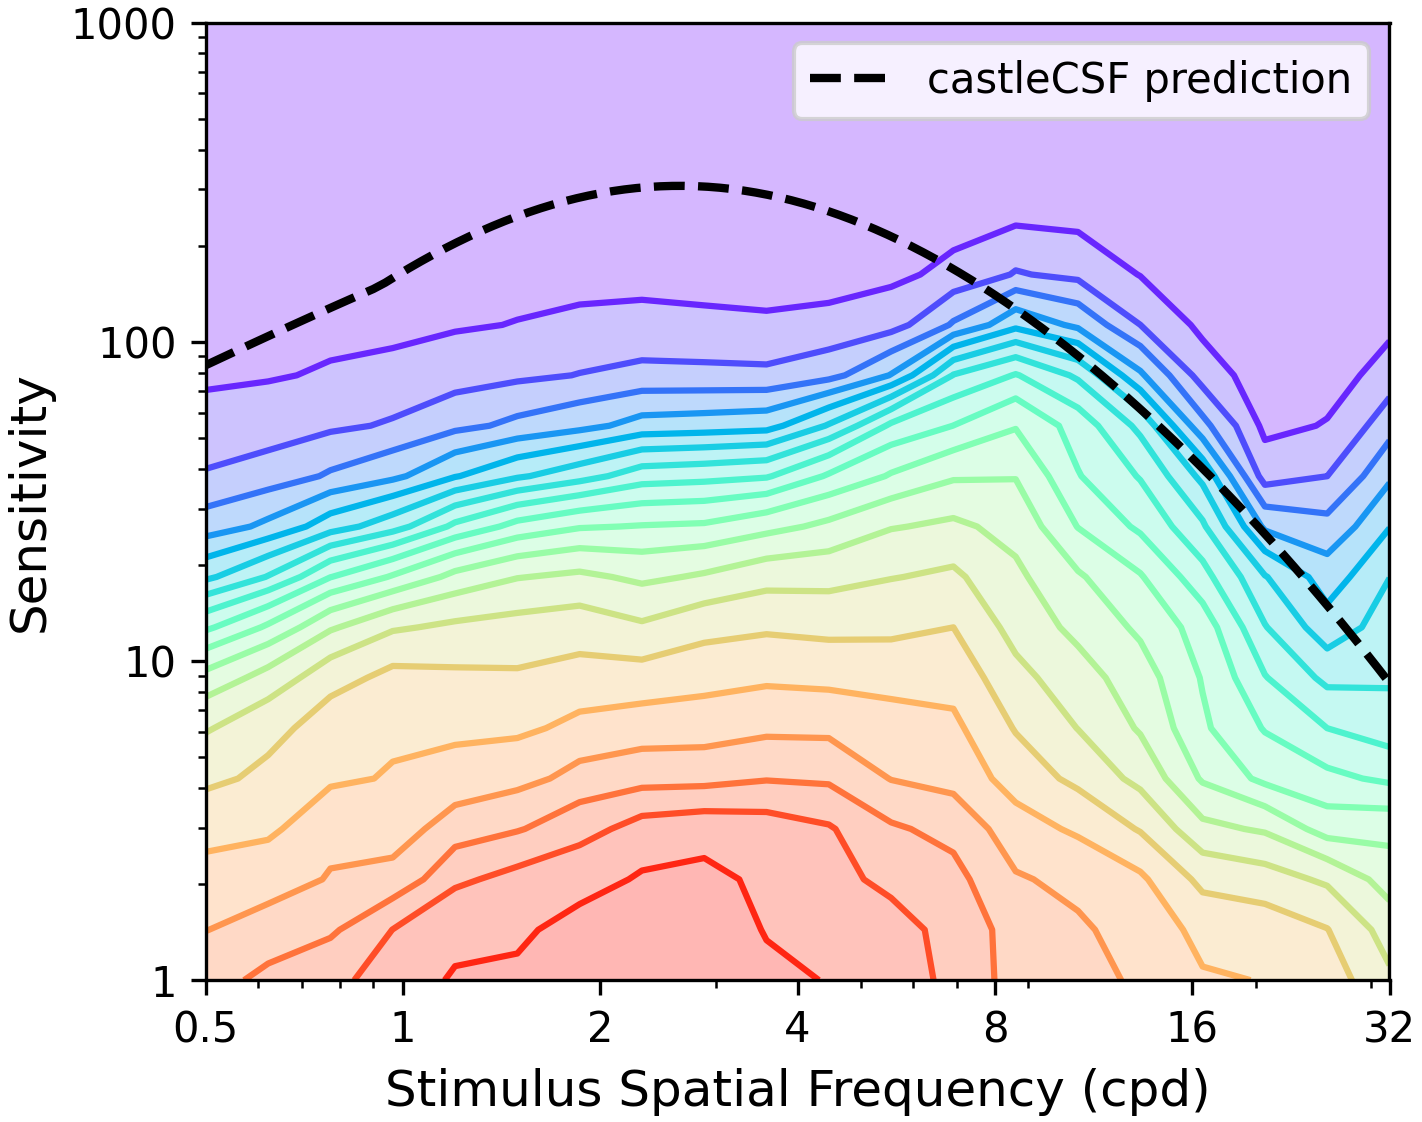 1000
100
10
1
Sensitivity
castleCSF prediction
0.5 1 2 4 8 16 32
Stimulus Spatial Frequency (cpd)